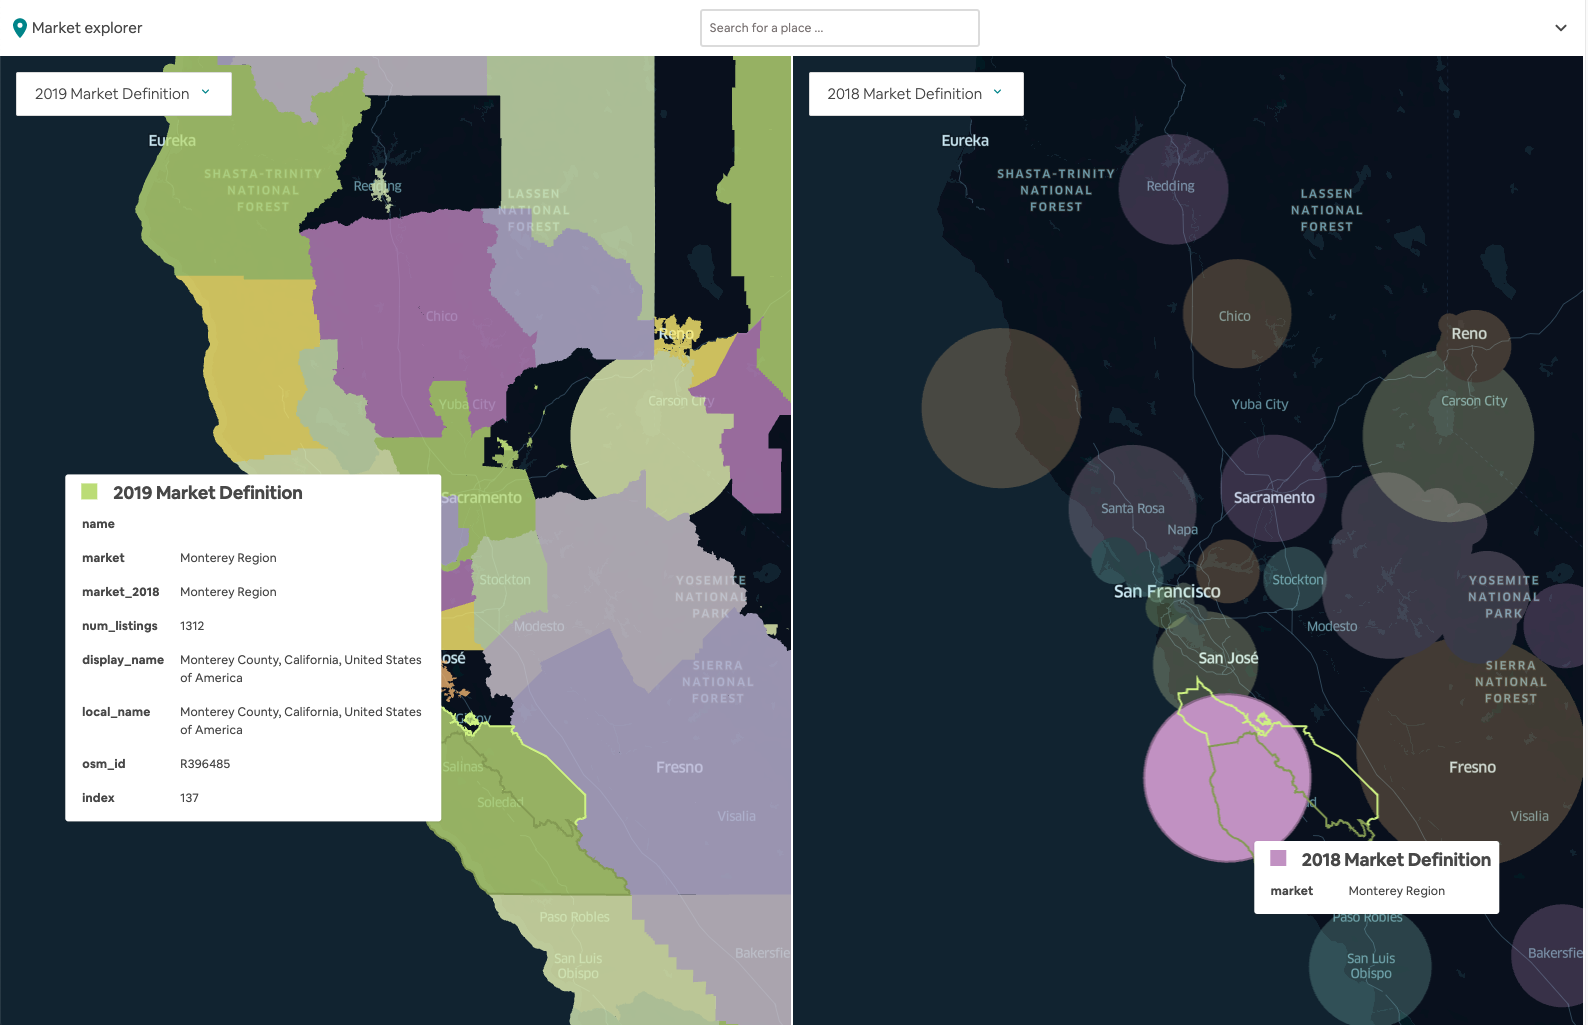 Market explorer
Search for a place ...
2019 Market Definition
Eureka
SHASTA-TRINITY
NATIONAL
FOREST
Redding
LASSEN
NATIONAL
FOREST
Chico
Reno
Yuba City
Carson City
Sacramento
Stockton
YOSEMITE
NATIONAL
PARK
Modesto
osé
SIERRA
NATIONAL
FOREST
Fresno
Salinas
Soledad
Visalia
Paso Robles
San Luis
Obispo
Bakersfie
2019 Market Definition
name
market Monterey Region
market_2018 Monterey Region
num_listings 1312
display_name Monterey County, California, United States
of America
local_name Monterey County, California, United States
of America
osm_id R396485
index 137
2018 Market Definition
Eureka
SHASTA-TRINITY
NATIONAL
FOREST
Redding
LASSEN
NATIONAL
FOREST
Chico
Reno
Yuba City
Carson City
Sacramento
Santa Rosa
Napa
Stockton
San Francisco
YOSEMITE
NATIONAL
PARK
Modesto
San José
SIERRA
NATIONAL
FOREST
Fresno
d
Visalia
2018 Market Definition
market Monterey Region
Paso Robles
San Luis
Obispo
Bakersfie